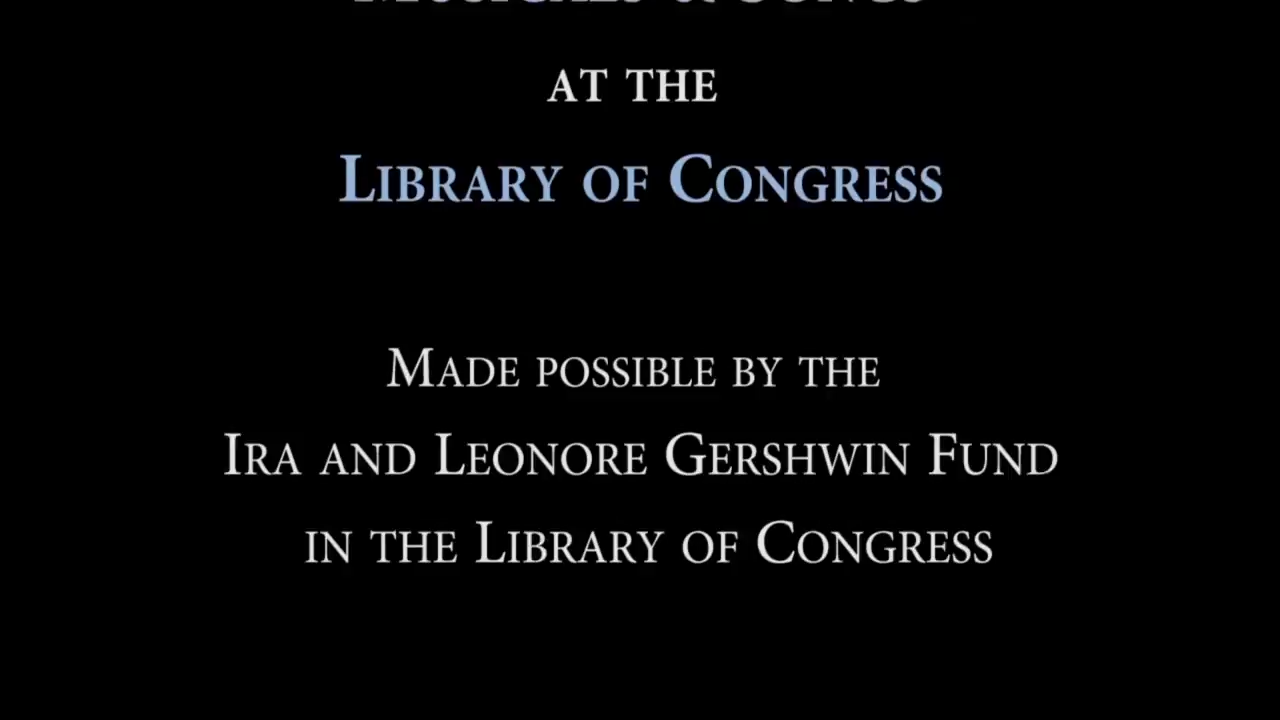 AT THE
LIBRARY OF CONGRESS
MADE POSSIBLE BY THE
IRA AND LEONORE GERSHWIN FUND
IN THE LIBRARY OF CONGRESS